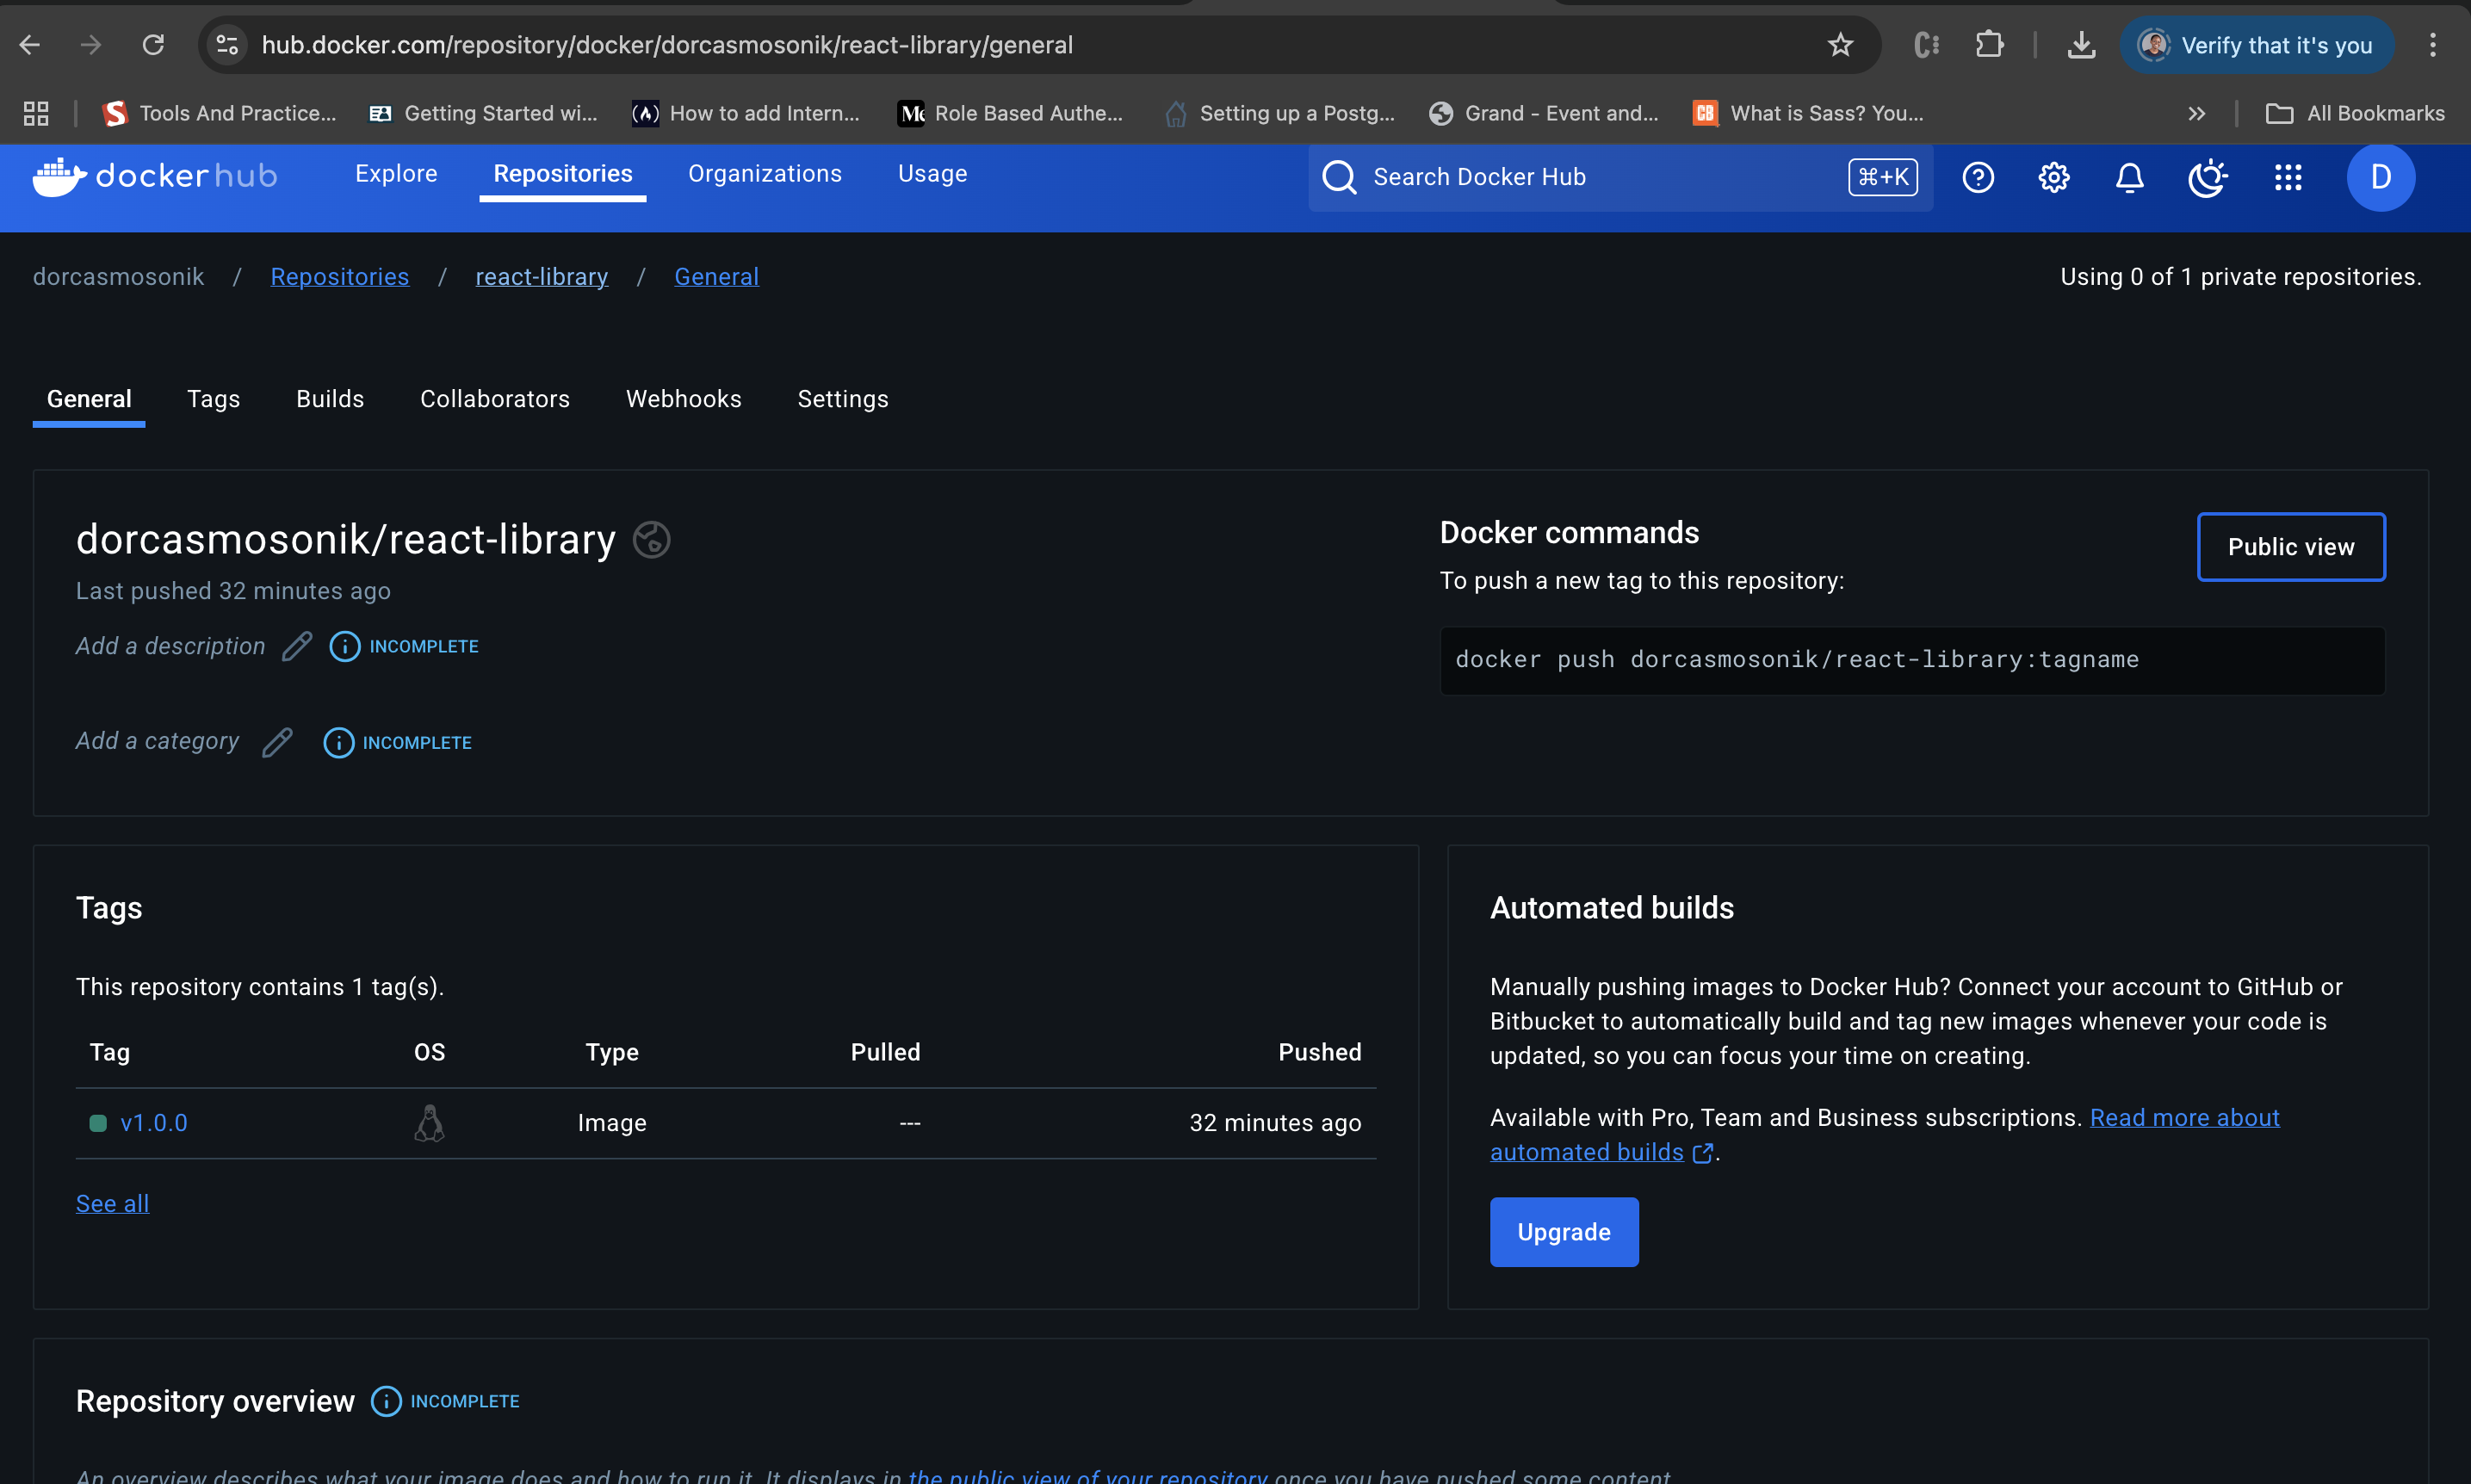 hub.docker.com/repository/docker/dorcasmosonik/react-library/general
Verify that it's you
Tools And Practice...
Getting Started wi...
How to add Intern...
Role Based Authe...
Setting up a Postg...
Grand - Event and...
What is Sass? You...
All Bookmarks
dockerhub
Explore
Repositories
Organizations
Usage
Search Docker Hub
⌘+K
D
dorcasmosonik / Repositories / react-library / General
Using 0 of 1 private repositories.
General
Tags
Builds
Collaborators
Webhooks
Settings
dorcasmosonik/react-library
Last pushed 32 minutes ago
Add a description
INCOMPLETE
Add a category
INCOMPLETE
Docker commands
To push a new tag to this repository:
Public view
docker push dorcasmosonik/react-library:tagname
Tags
This repository contains 1 tag(s).
Tag OS Type Pulled Pushed
v1.0.0 Image --- 32 minutes ago
See all
Automated builds
Manually pushing images to Docker Hub? Connect your account to GitHub or
Bitbucket to automatically build and tag new images whenever your code is
updated, so you can focus your time on creating.
Available with Pro, Team and Business subscriptions. Read more about
automated builds.
Upgrade
Repository overview
INCOMPLETE
An overview describes what your image does and how to run it. It displays in the public view of your repository once you have pushed some content.